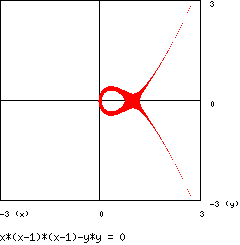 3
0
-3 (y)
-3 (x) 0 3
x*(x-1)*(x-1)-y*y = 0